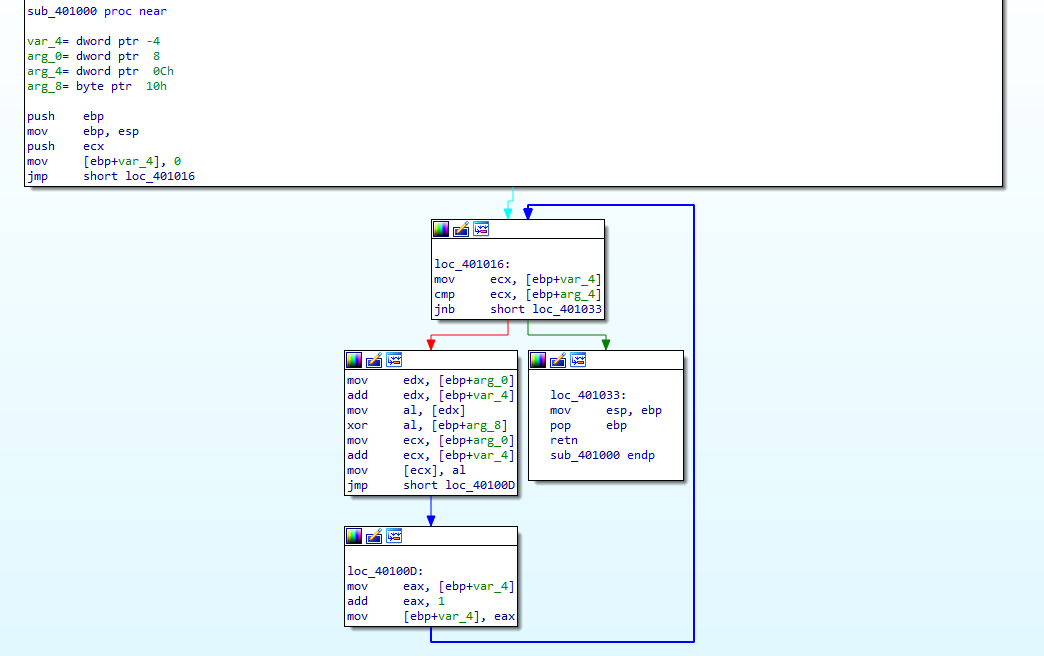 sub_401000 proc near
var_4= dword ptr -4
arg_0= dword ptr  8
arg_4= dword ptr  0Ch
arg_8= byte ptr  10h
push    ebp
mov     ebp, esp
push    ecx
mov     [ebp+var_4], 0
jmp     short loc_401016
loc_401016:
mov     ecx, [ebp+var_4]
cmp     ecx, [ebp+arg_4]
jnb     short loc_401033
mov     edx, [ebp+arg_0]
add     edx, [ebp+var_4]
mov     al, [edx]
xor     al, [ebp+arg_8]
mov     ecx, [ebp+arg_0]
add     ecx, [ebp+var_4]
mov     [ecx], al
jmp     short loc_40100D
loc_401033:
mov     esp, ebp
pop     ebp
retn
sub_401000 endp
loc_40100D:
mov     eax, [ebp+var_4]
add     eax, 1
mov     [ebp+var_4], eax